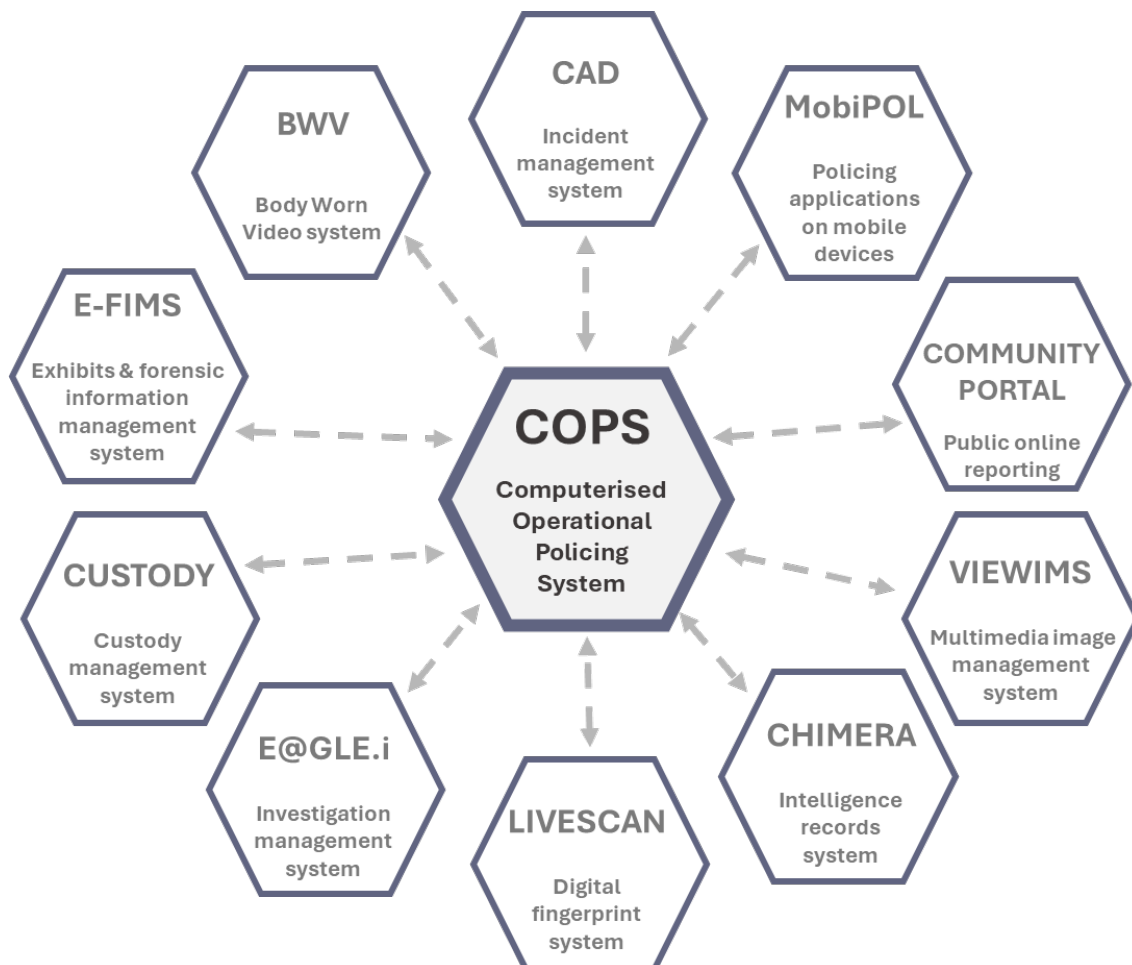 CAD
Incident
management
system
MobiPOL
Policing
applications
on mobile
devices
COMMUNITY
PORTAL
Public online
reporting
VIEWIMS
Multimedia image
management
system
CHIMERA
Intelligence
records
system
LIVESCAN
Digital
fingerprint
system
E@GLE.i
Investigation
management
system
CUSTODY
Custody
management
system
E-FIMS
Exhibits & forensic
information
management
system
BWV
Body Worn
Video system
COPS
Computerised
Operational
Policing
System